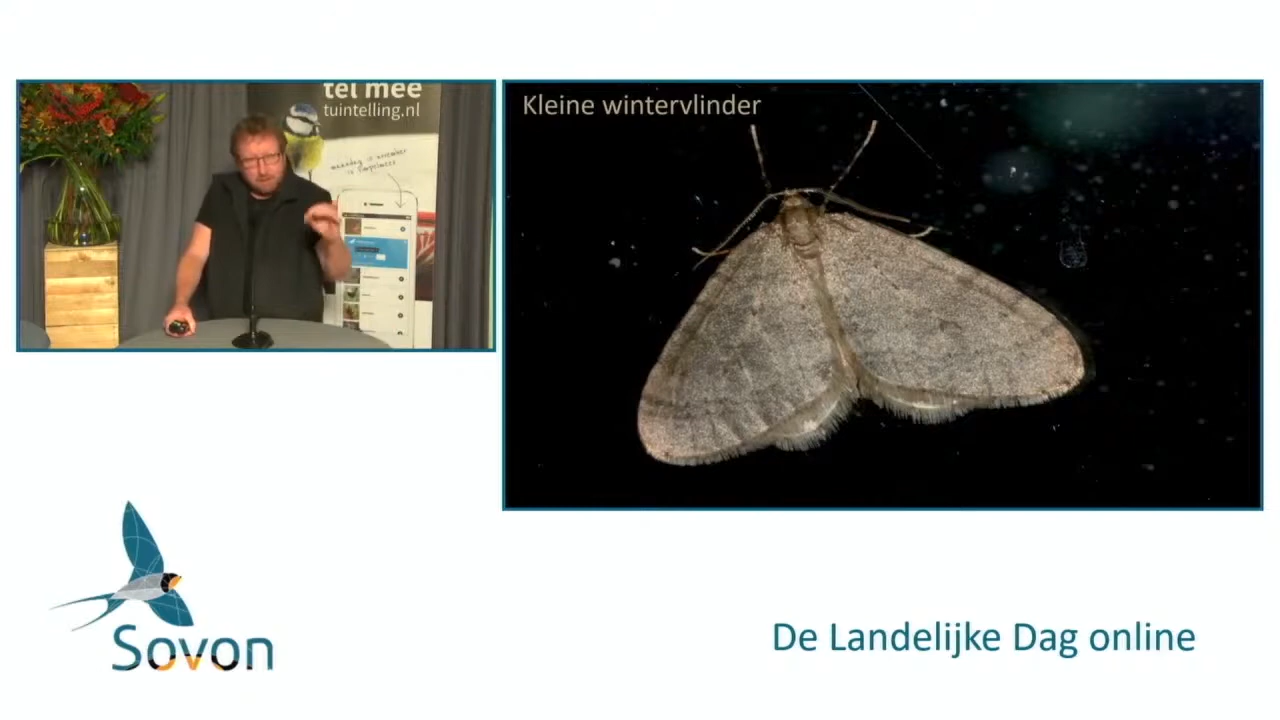 tel mee
tuintelling.nl
Kleine wintervlinder
Sovon
De Landelijke Dag online